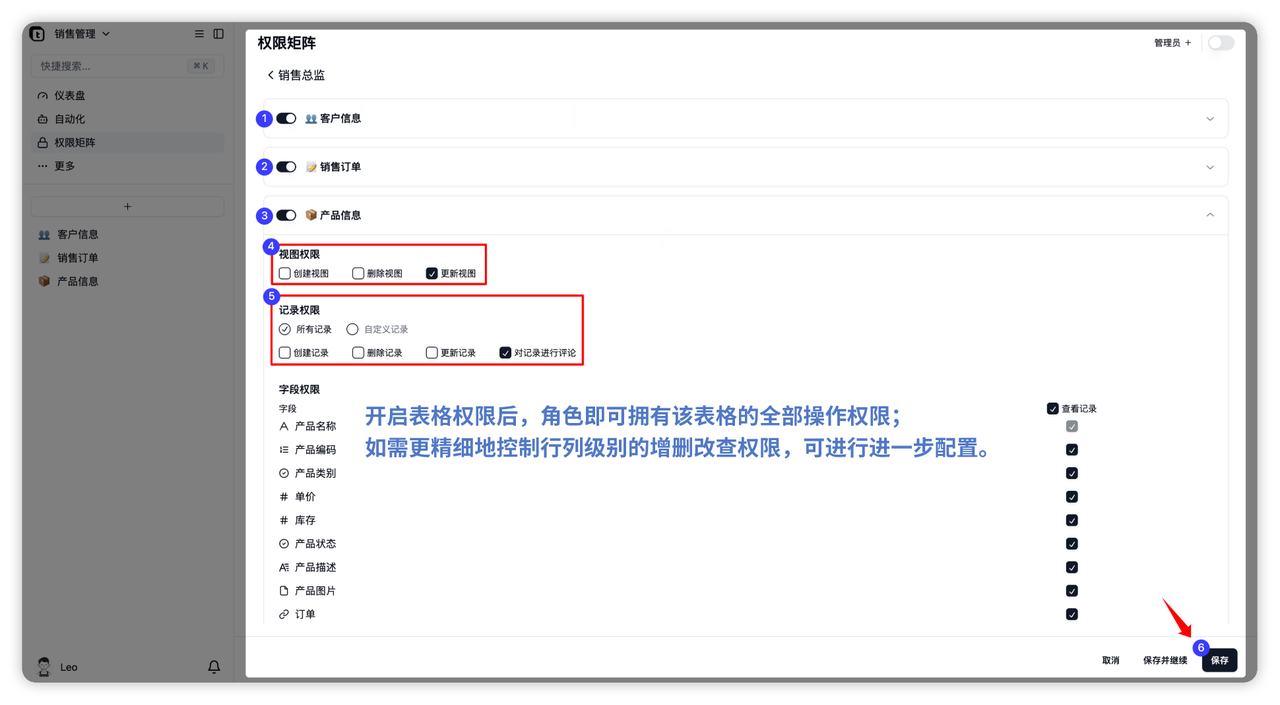 销售管理
快捷搜索...
⌘ K
仪表盘
自动化
权限矩阵
更多
+
客户信息
销售订单
产品信息
Leo
权限矩阵
管理员 +
销售总监
1 客户信息
2 销售订单
3 产品信息
4
视图权限
创建视图 删除视图 更新视图
5
记录权限
所有记录 自定义记录
创建记录 删除记录 更新记录 对记录进行评论
字段权限
字段 查看记录
产品名称
产品编码
产品类别
单价
库存
产品状态
产品描述
产品图片
订单
开启表格权限后，角色即可拥有该表格的全部操作权限；
如需更精细地控制行列级别的增删改查权限，可进行进一步配置。
6
取消 保存并继续 保存